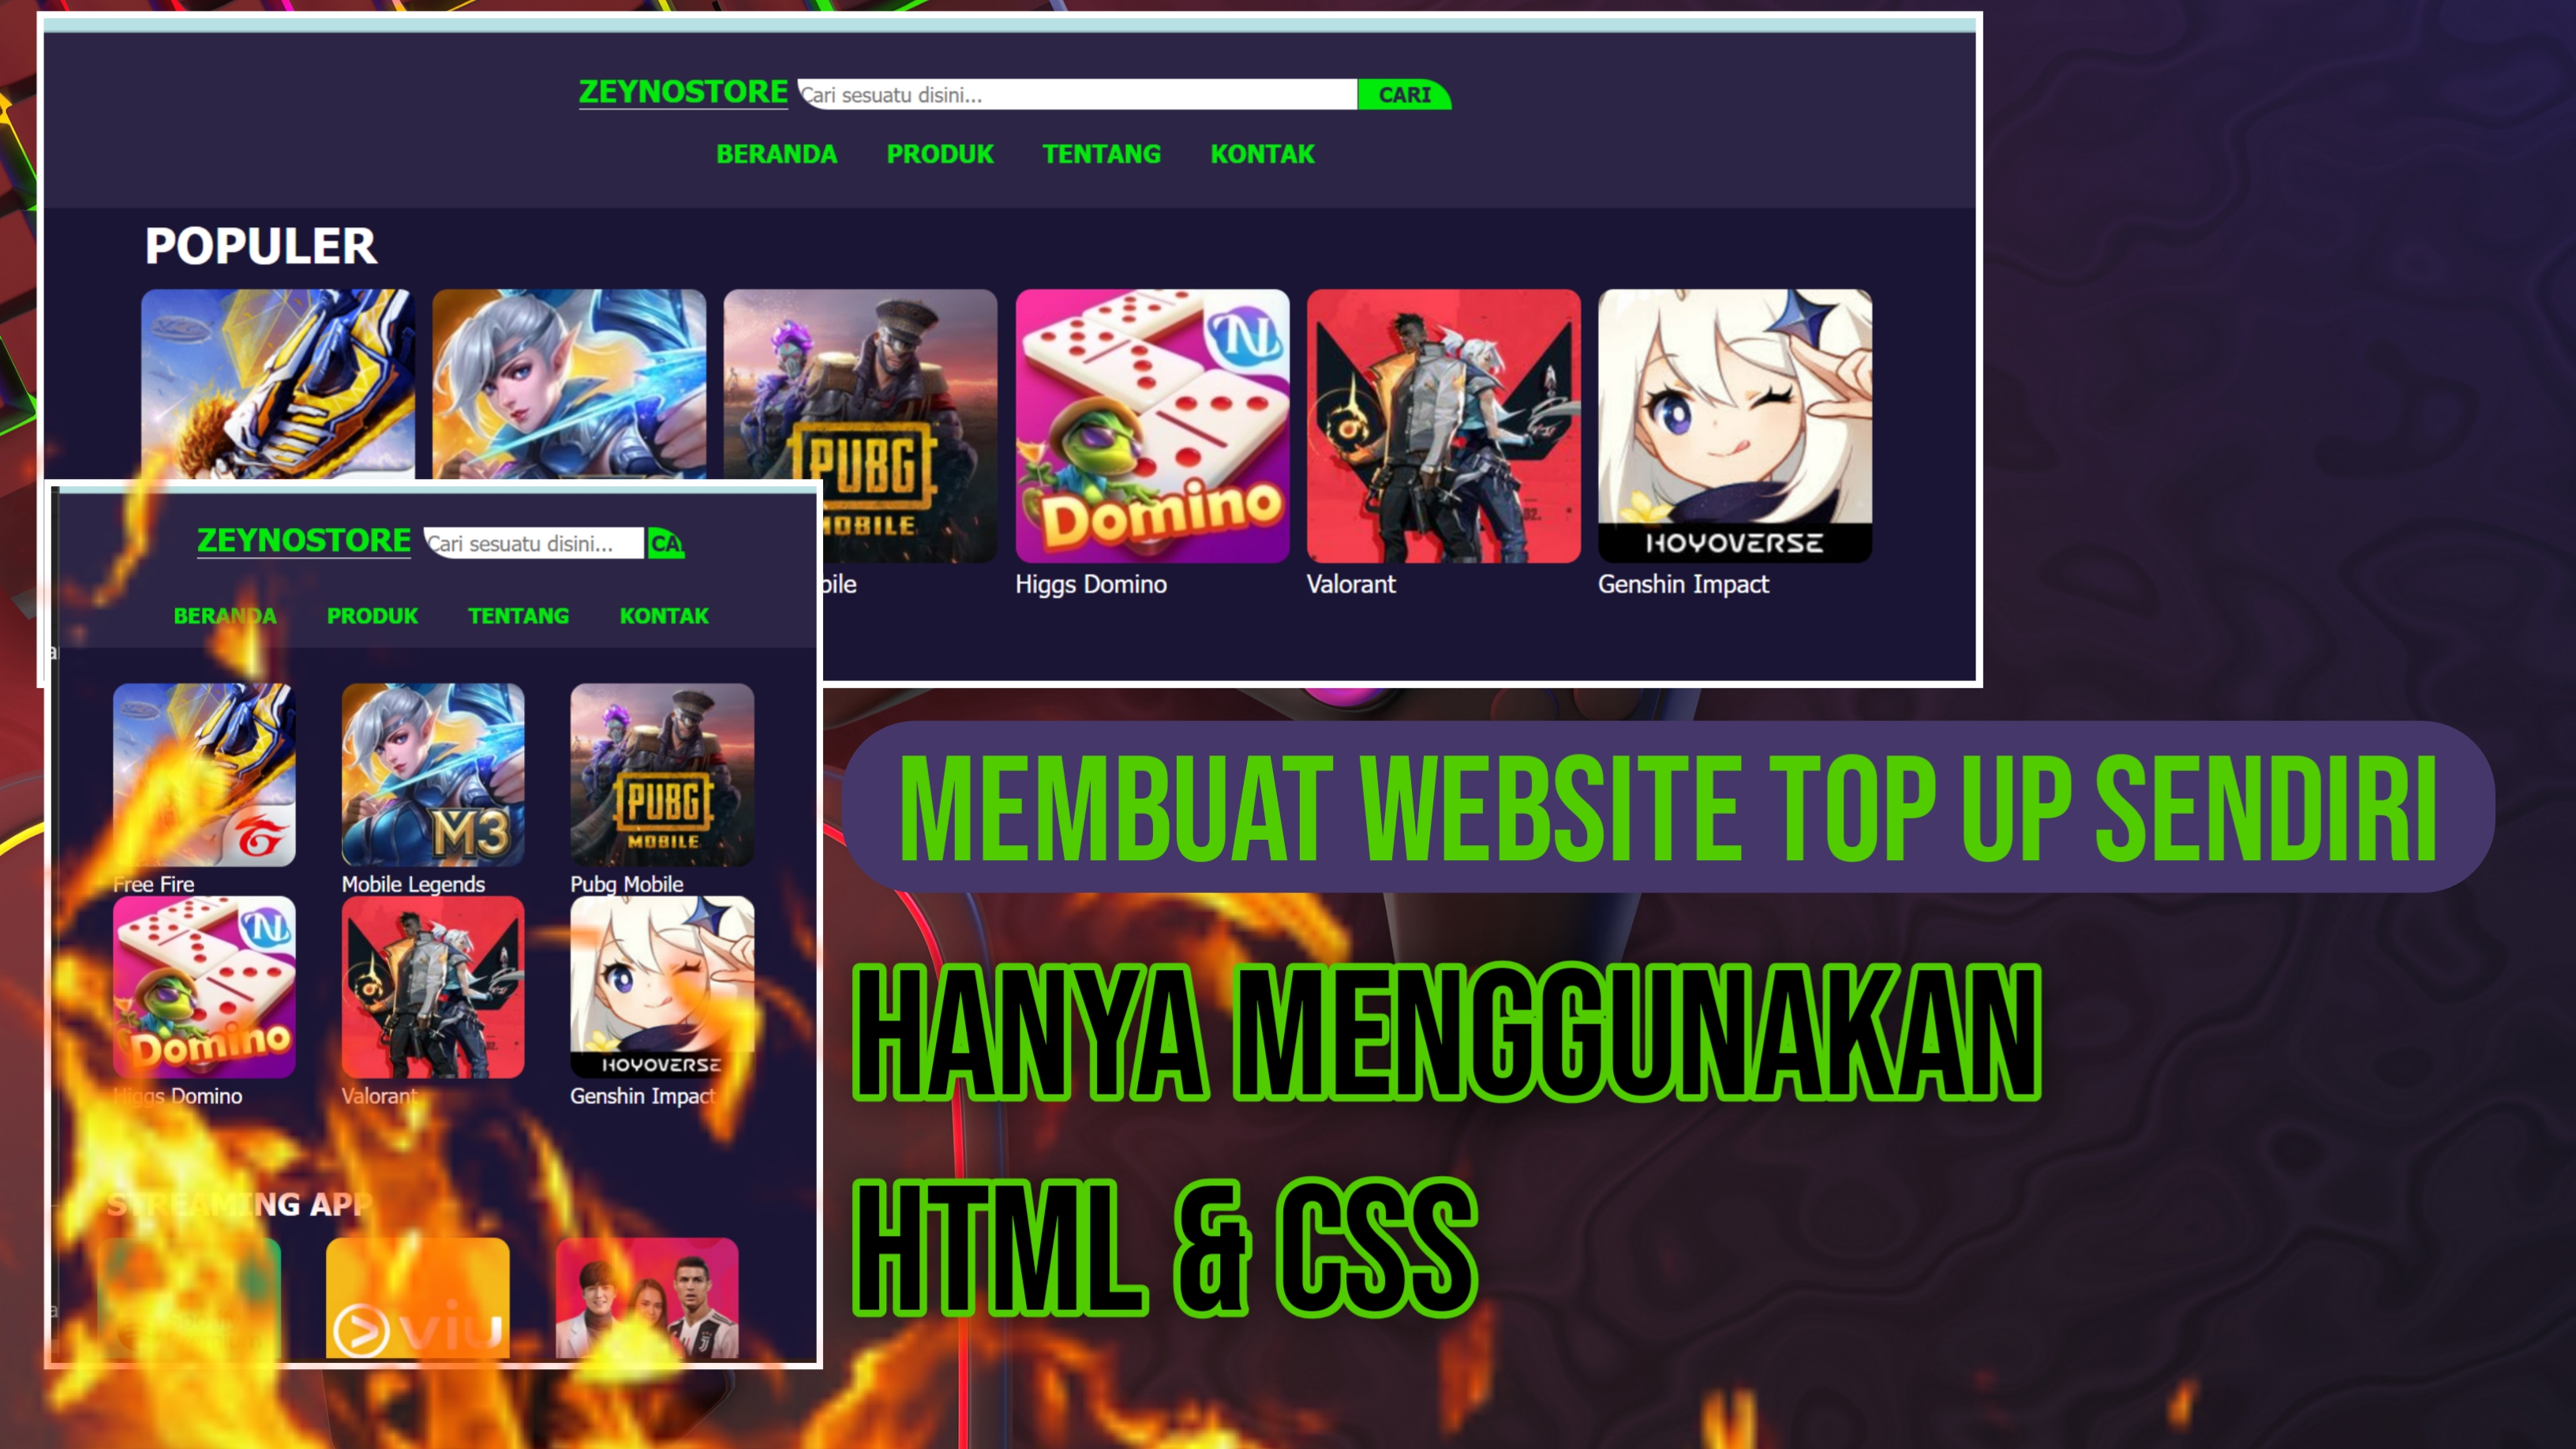 ZEYNOSTORE Cari sesuatu disini... CARI
BERANDA PRODUK TENTANG KONTAK
POPULER
PUBG
MOBILE
Domino
HOYOVERSE
bile Higgs Domino Valorant Genshin Impact
ZEYNOSTORE Cari sesuatu disini... CA
BERANDA PRODUK TENTANG KONTAK
M3
PUBG
MOBILE
Free Fire Mobile Legends Pubg Mobile
Domino
HOYOVERSE
Higgs Domino Valorant Genshin Impact
STREAMING APP
viu
MEMBUAT WEBSITE TOP UP SENDIRI
HANYA MENGGUNAKAN
HTML & CSS